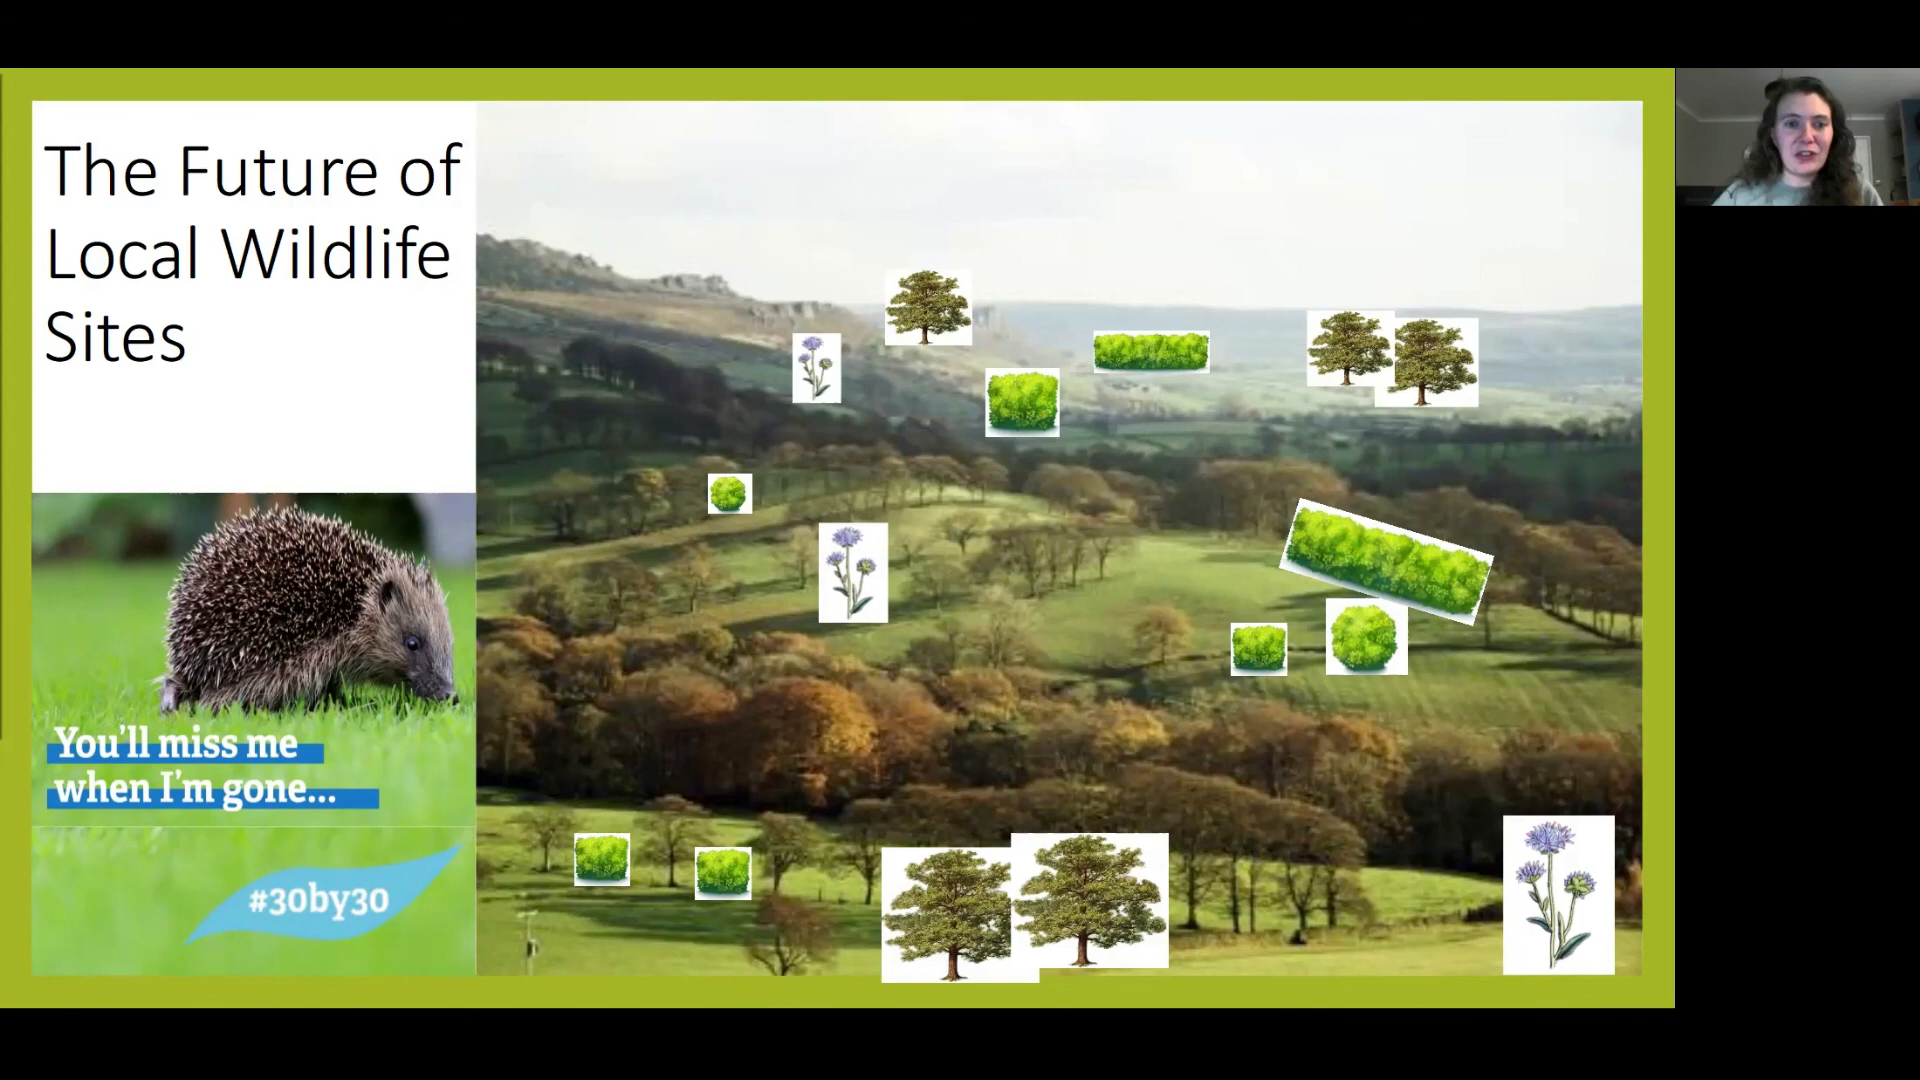 The Future of
Local Wildlife
Sites
You'll miss me
when I'm gone...
#30by30